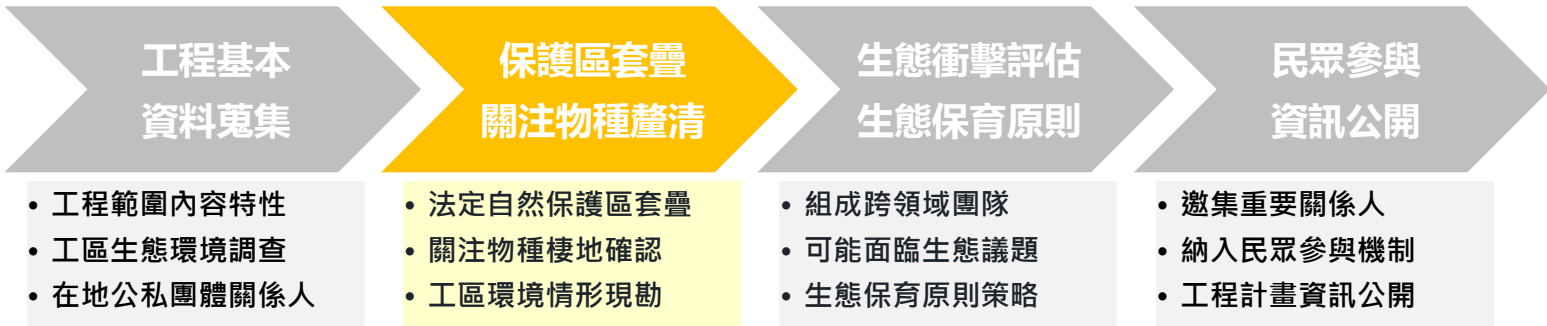 工程基本
資料蒐集
• 工程範圍內容特性
• 工區生態環境調查
• 在地公私團體關係人
保護區套疊
關注物種釐清
• 法定自然保護區套疊
• 關注物種棲地確認
• 工區環境情形現勘
生態衝擊評估
生態保育原則
• 組成跨領域團隊
• 可能面臨生態議題
• 生態保育原則策略
民眾參與
資訊公開
• 邀集重要關係人
• 納入民眾參與機制
• 工程計畫資訊公開